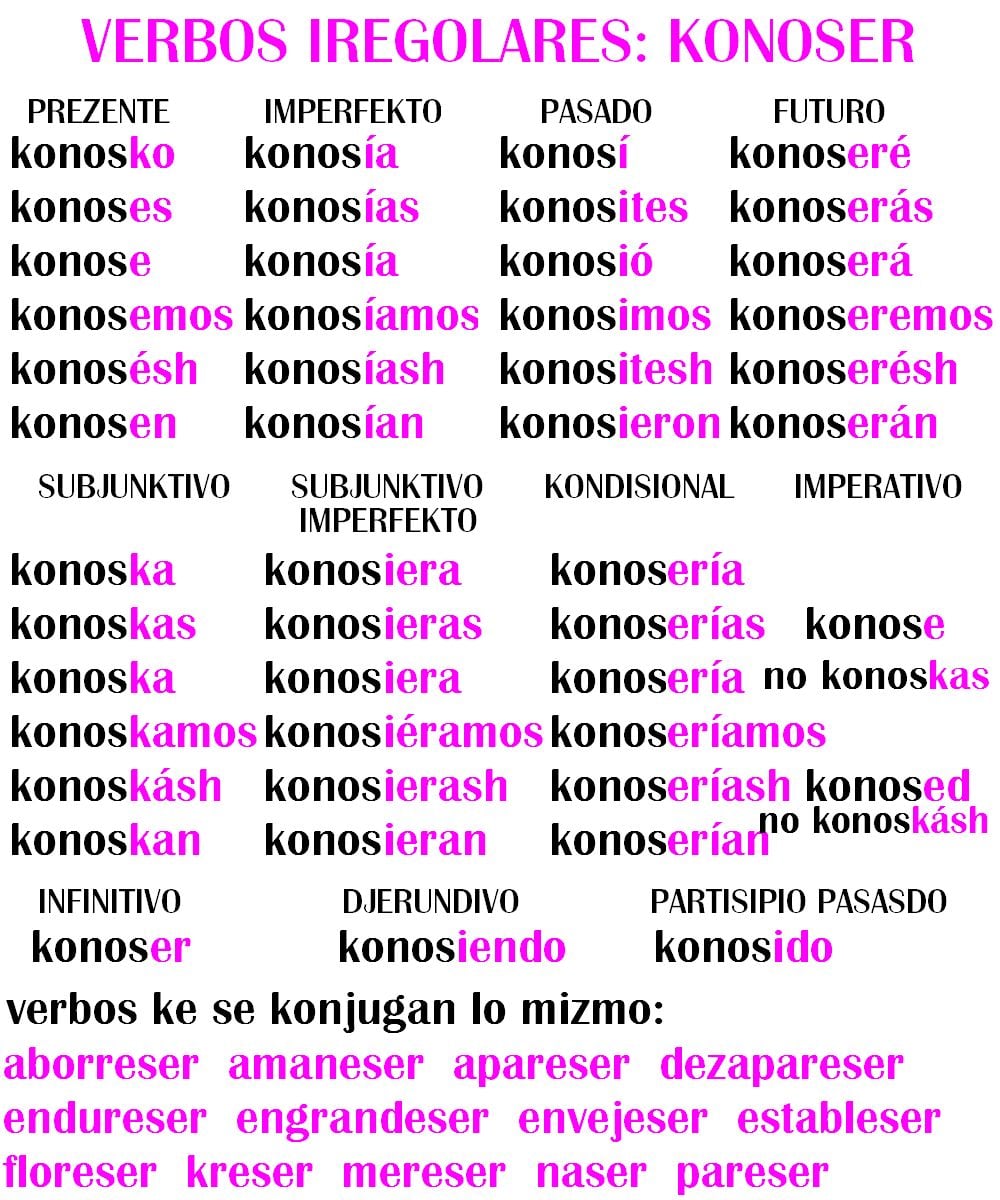 VERBOS IREGOLARES: KONOSER
PREZENTE IMPERFEKTO PASADO FUTURO
konosko konosía konosí konoseré
konoses konosías konosites konoserás
konose konosía konosió konoserá
konosemos konosíamos konosimos konoseremos
konosésh konosíash konositesh konoserésh
konosen konosían konosieron konoserán
SUBJUNKTIVO SUBJUNKTIVO KONDISIONAL IMPERATIVO
IMPERFEKTO
konoska konosiera konosería
konoskas konosieras konoserías konose
konoska konosiera konosería no konoskas
konoskamos konosiéramos konoseríamos
konoskásh konosierash konoseríash konosed
no konoskásh
konoskan konosieran konoserían
INFINITIVO DJERUNDIVO PARTISIPIO PASASDO
konoser konosiendo konosido
verbos ke se konjugan lo mizmo:
aborreser amaneser apareser dezapareser
endureser engrandeser envejeser estableser
floreser kreser mereser naser pareser